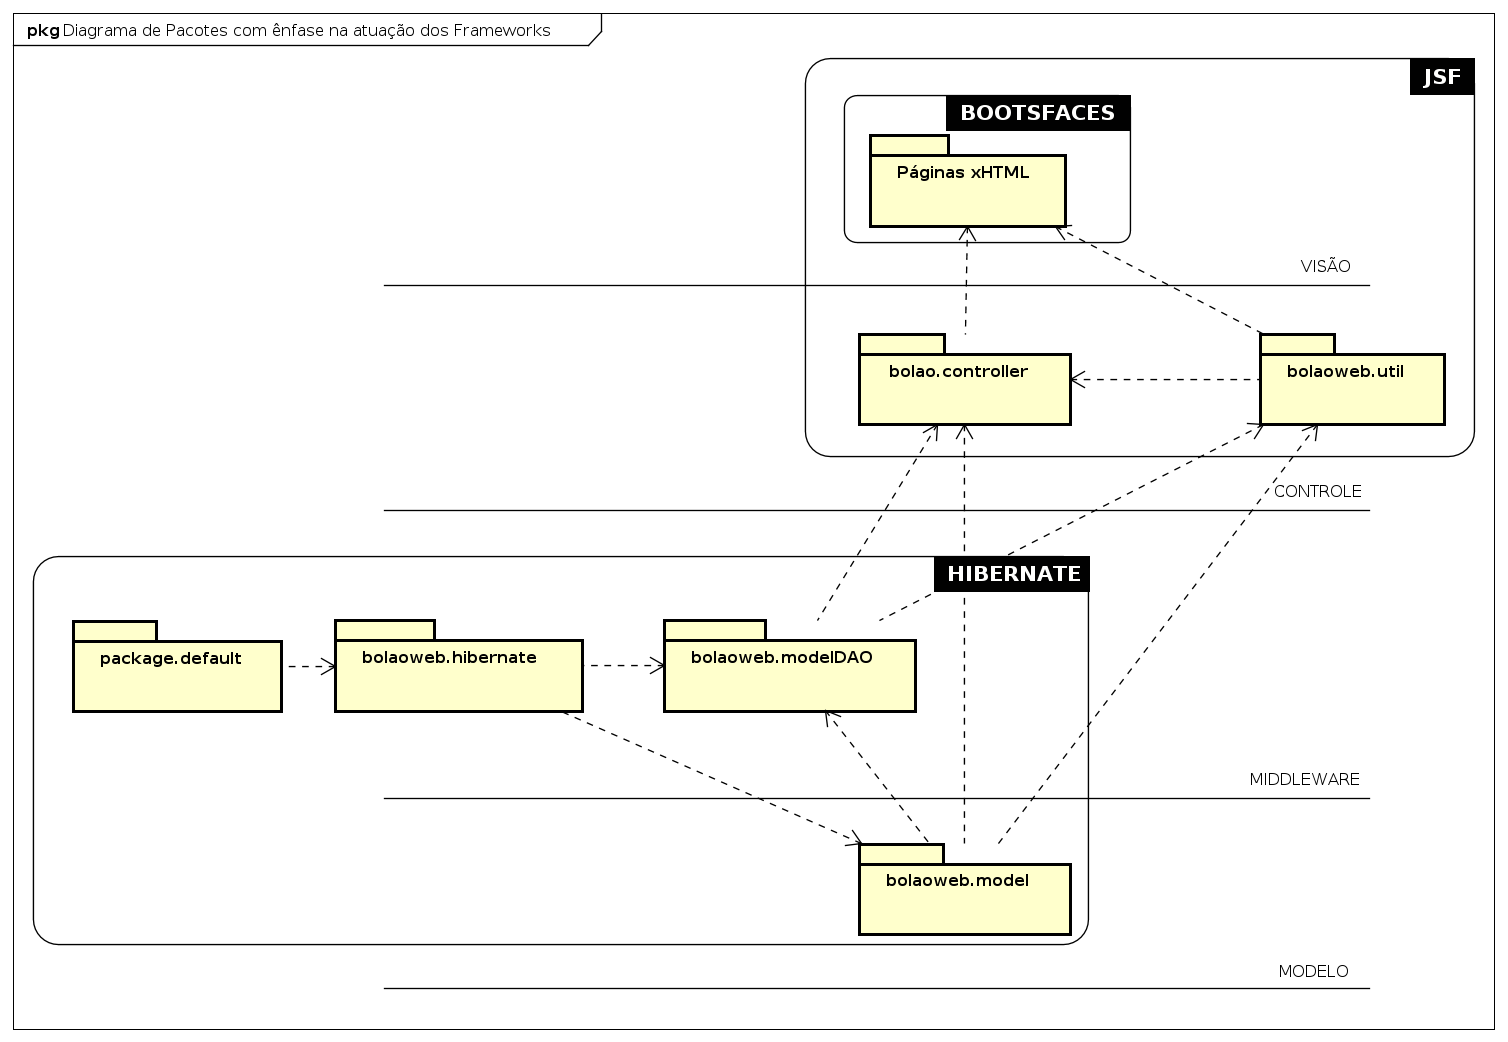 pkg Diagrama de Pacotes com ênfase na atuação dos Frameworks
JSF
BOOTSFACES
Páginas xHTML
VISÃO
bolao.controller
bolaoweb.util
CONTROLE
HIBERNATE
package.default
bolaoweb.hibernate
bolaoweb.modelDAO
MIDDLEWARE
bolaoweb.model
MODELO